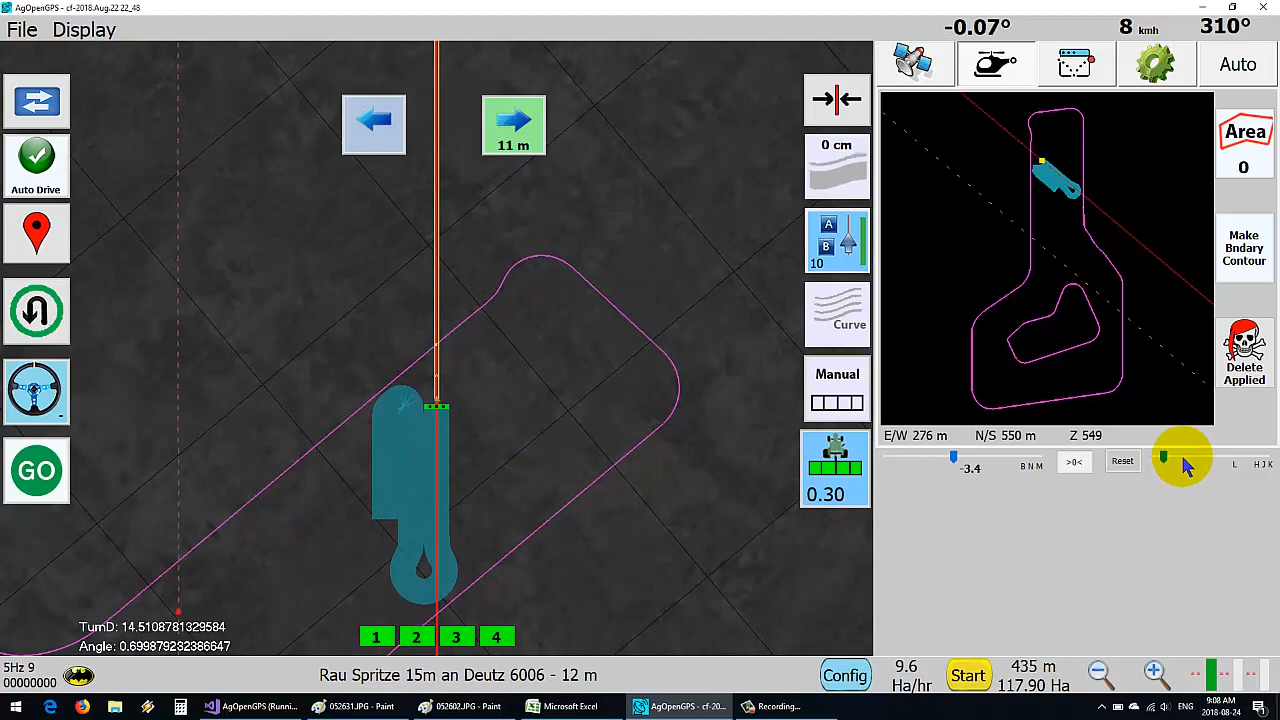 AgOpenGPS - cf-2018.Aug.22 22_48
File Display
-0.07° 8 kmh 310°
Auto
11 m
Auto Drive
GO
0 cm
A
B
10
Curve
Manual
0.30
Area
0
Make
Bndary
Contour
Delete
Applied
E/W 276 m N/S 550 m Z 549
-3.4 B N M >0< Reset L H J K
TurnD: 14.5108781329584
Angle: 0.699879232386647
1 2 3 4
5Hz 9
00000000
Rau Spritze 15m an Deutz 6006 - 12 m
Config
9.6
Ha/hr
Start
435 m
117.90 Ha
AgOpenGPS (Runni...
052631.JPG - Paint
052602.JPG - Paint
Microsoft Excel
AgOpenGPS - cf-20...
Recording...
9:08 AM
2018-08-24